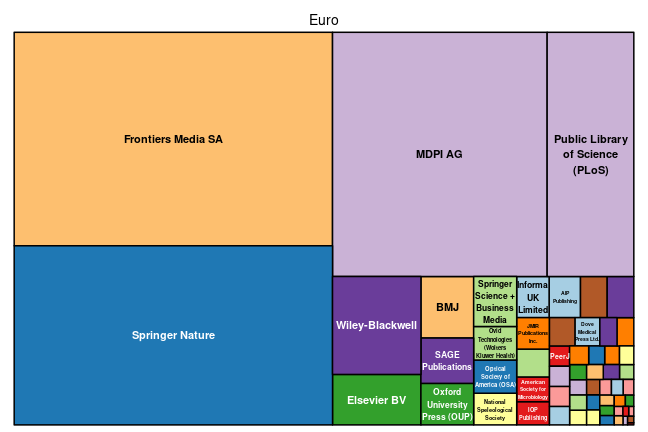 Euro
Frontiers Media SA
MDPI AG
Public Library
of Science
(PLoS)
Springer Nature
Wiley-Blackwell
Elsevier BV
BMJ
SAGE
Publications
Oxford
University
Press (OUP)
Springer
Science +
Business
Media
Ovid
Technologies
(Wolters
Kluwer Health)
Optical
Society of
America (OSA)
National
Speleological
Society
Informa
UK
Limited
JMIR
Publications
Inc.
American
Society for
Microbiology
IOP
Publishing
AIP
Publishing
Dove
Medical
Press Ltd.
PeerJ